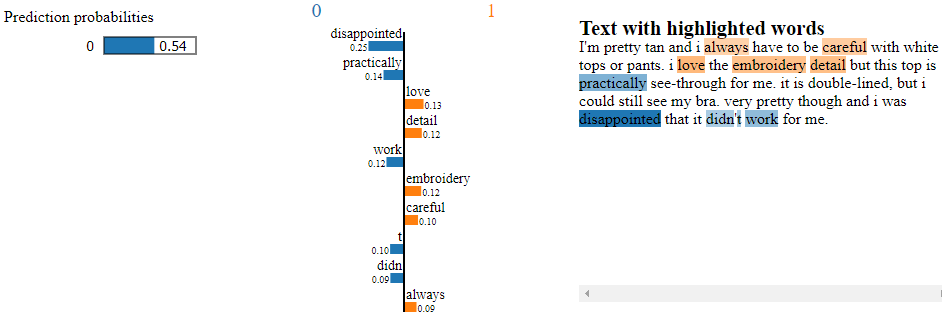 Prediction probabilities
0 0.54
0 1
disappointed
0.25
practically
0.14
love
0.13
detail
0.12
work
0.12
embroidery
0.12
careful
0.10
t
0.10
didn
0.09
always
0.09
Text with highlighted words
I'm pretty tan and i always have to be careful with white
tops or pants. i love the embroidery detail but this top is
practically see-through for me. it is double-lined, but i
could still see my bra. very pretty though and i was
disappointed that it didn't work for me.